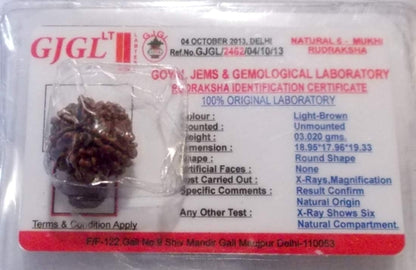 GJGL LT
LABTEK
GJGL
04 OCTOBER 2013, DELHI
Ref.No.GJGL/2462/04/10/13
NATURAL 6 - MUKHI
RUDRAKSHA
GOYAL JEMS & GEMOLOGICAL LABORATORY
RUDRAKSHA IDENTIFICATION CERTIFICATE
100% ORIGINAL LABORATORY
Colour : Light-Brown
Mounted : Unmounted
Weight : 03.020 gms.
Dimension : 18.95*17.96*19.33
Shape : Round Shape
Artificial Faces : None
Test Carried Out : X-Rays,Magnification
Specific Comments : Result Confirm
Natural Origin
Any Other Test : X-Ray Shows Six
Natural Compartment.
Terms & Condition Apply
F/F-122 Gali No.9 Shiv Mandir Gali Maujpur Delhi-110053